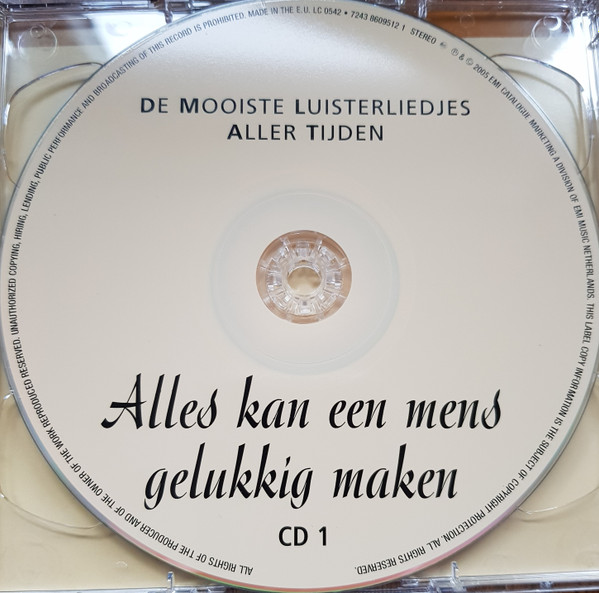 ALL RIGHTS OF THE PRODUCER AND OF THE OWNER OF THE WORK REPRODUCED RESERVED. UNAUTHORIZED COPYING, HIRING, LENDING, PUBLIC PERFORMANCE AND BROADCASTING OF THIS RECORD IS PROHIBITED. MADE IN THE E.U. LC 0542 • 7243 8609512 1 STEREO ℗ & © 2005 EMI CATALOGUE MARKETING A DIVISION OF EMI MUSIC NETHERLANDS. THIS LABEL COPY INFORMATION IS THE SUBJECT OF COPYRIGHT PROTECTION. ALL RIGHTS RESERVED.
DE MOOISTE LUISTERLIEDJES
ALLER TIJDEN
Alles kan een mens
gelukkig maken
CD 1